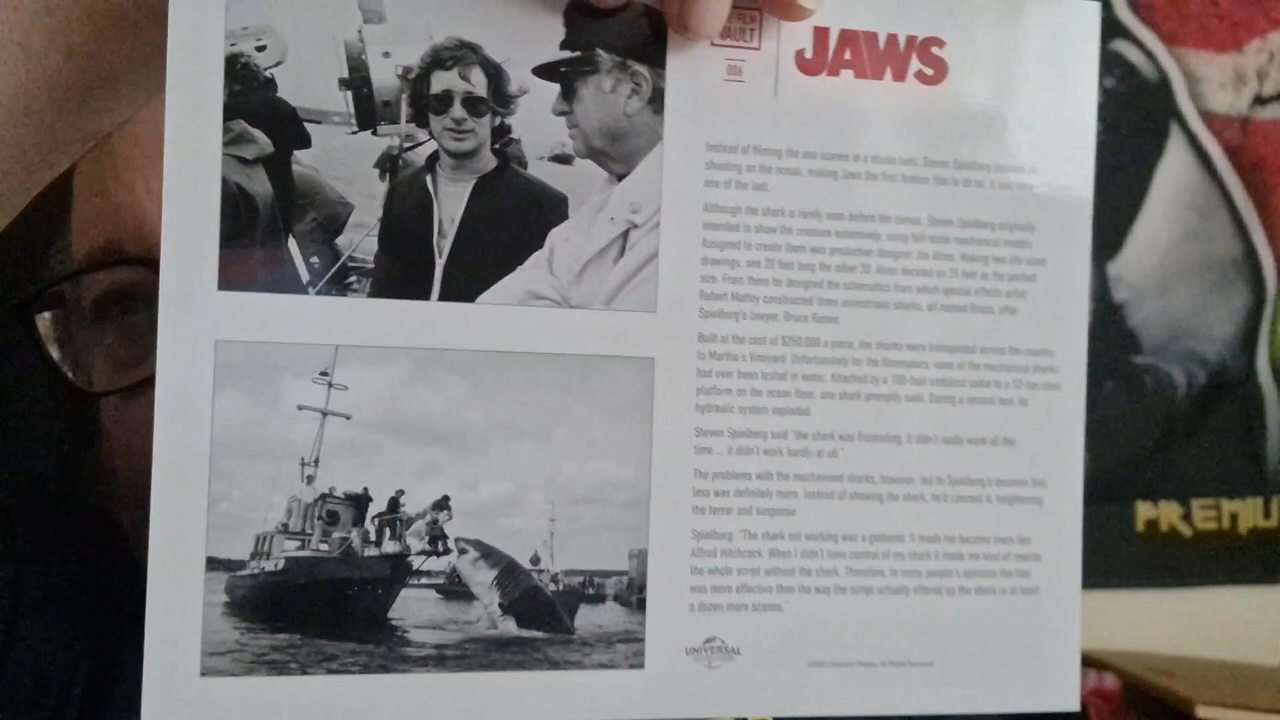 FILM
VAULT
006
JAWS
Instead of filming the sea scenes in a studio tank, Steven Spielberg insisted on
shooting on the ocean, making Jaws the first feature film to do so. It was also
one of the last.
Although the shark is rarely seen before the climax, Steven Spielberg originally
intended to show the creature extensively, using full-scale mechanical models.
Assigned to create them was production designer Joe Alves. Making two life-sized
drawings, one 20 feet long the other 30, Alves decided on 25 feet as the perfect
size. From there he designed the schematics from which special effects artist
Robert Mattey constructed three animatronic sharks, all named Bruce, after
Spielberg's lawyer, Bruce Ramer.
Built at the cost of $250,000 a piece, the sharks were transported across the country
to Martha's Vineyard. Unfortunately for the filmmakers, none of the mechanical sharks
had ever been tested in water. Attached by a 100-foot umbilical cable to a 12-ton steel
platform on the ocean floor, one shark promptly sank. During a second test, its
hydraulic system exploded.
Steven Spielberg said "the shark was frustrating. It didn't really work all the
time ... it didn't work hardly at all."
The problems with the mechanical sharks, however, led to Spielberg's decision that
less was definitely more. Instead of showing the shark, he'd conceal it, heightening
the terror and suspense.
Spielberg: "The shark not working was a godsend. It made me become more like
Alfred Hitchcock. When I didn't have control of my shark it made me kind of rewrite
the whole script without the shark. Therefore, in many people's opinions the film
was more effective than the way the script actually offered up the shark in at least
a dozen more scenes."
UNIVERSAL
All Rights Reserved.
PREMIU